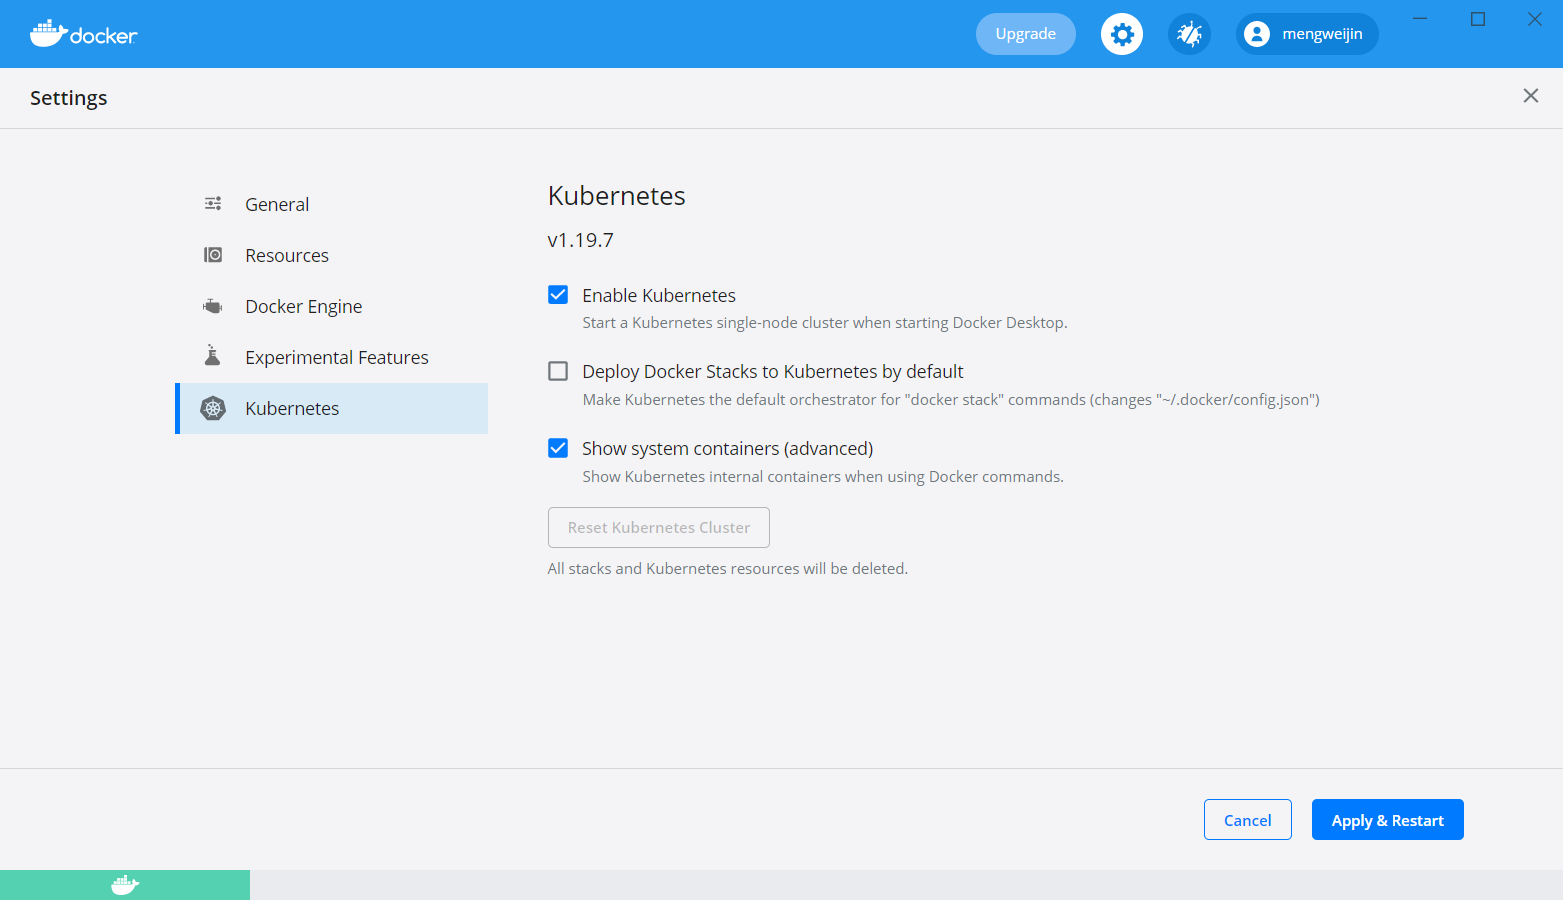 docker
Upgrade
mengweijin
Settings
General
Resources
Docker Engine
Experimental Features
Kubernetes
Kubernetes
v1.19.7
Enable Kubernetes
Start a Kubernetes single-node cluster when starting Docker Desktop.
Deploy Docker Stacks to Kubernetes by default
Make Kubernetes the default orchestrator for "docker stack" commands (changes "~/.docker/config.json")
Show system containers (advanced)
Show Kubernetes internal containers when using Docker commands.
Reset Kubernetes Cluster
All stacks and Kubernetes resources will be deleted.
Cancel
Apply & Restart